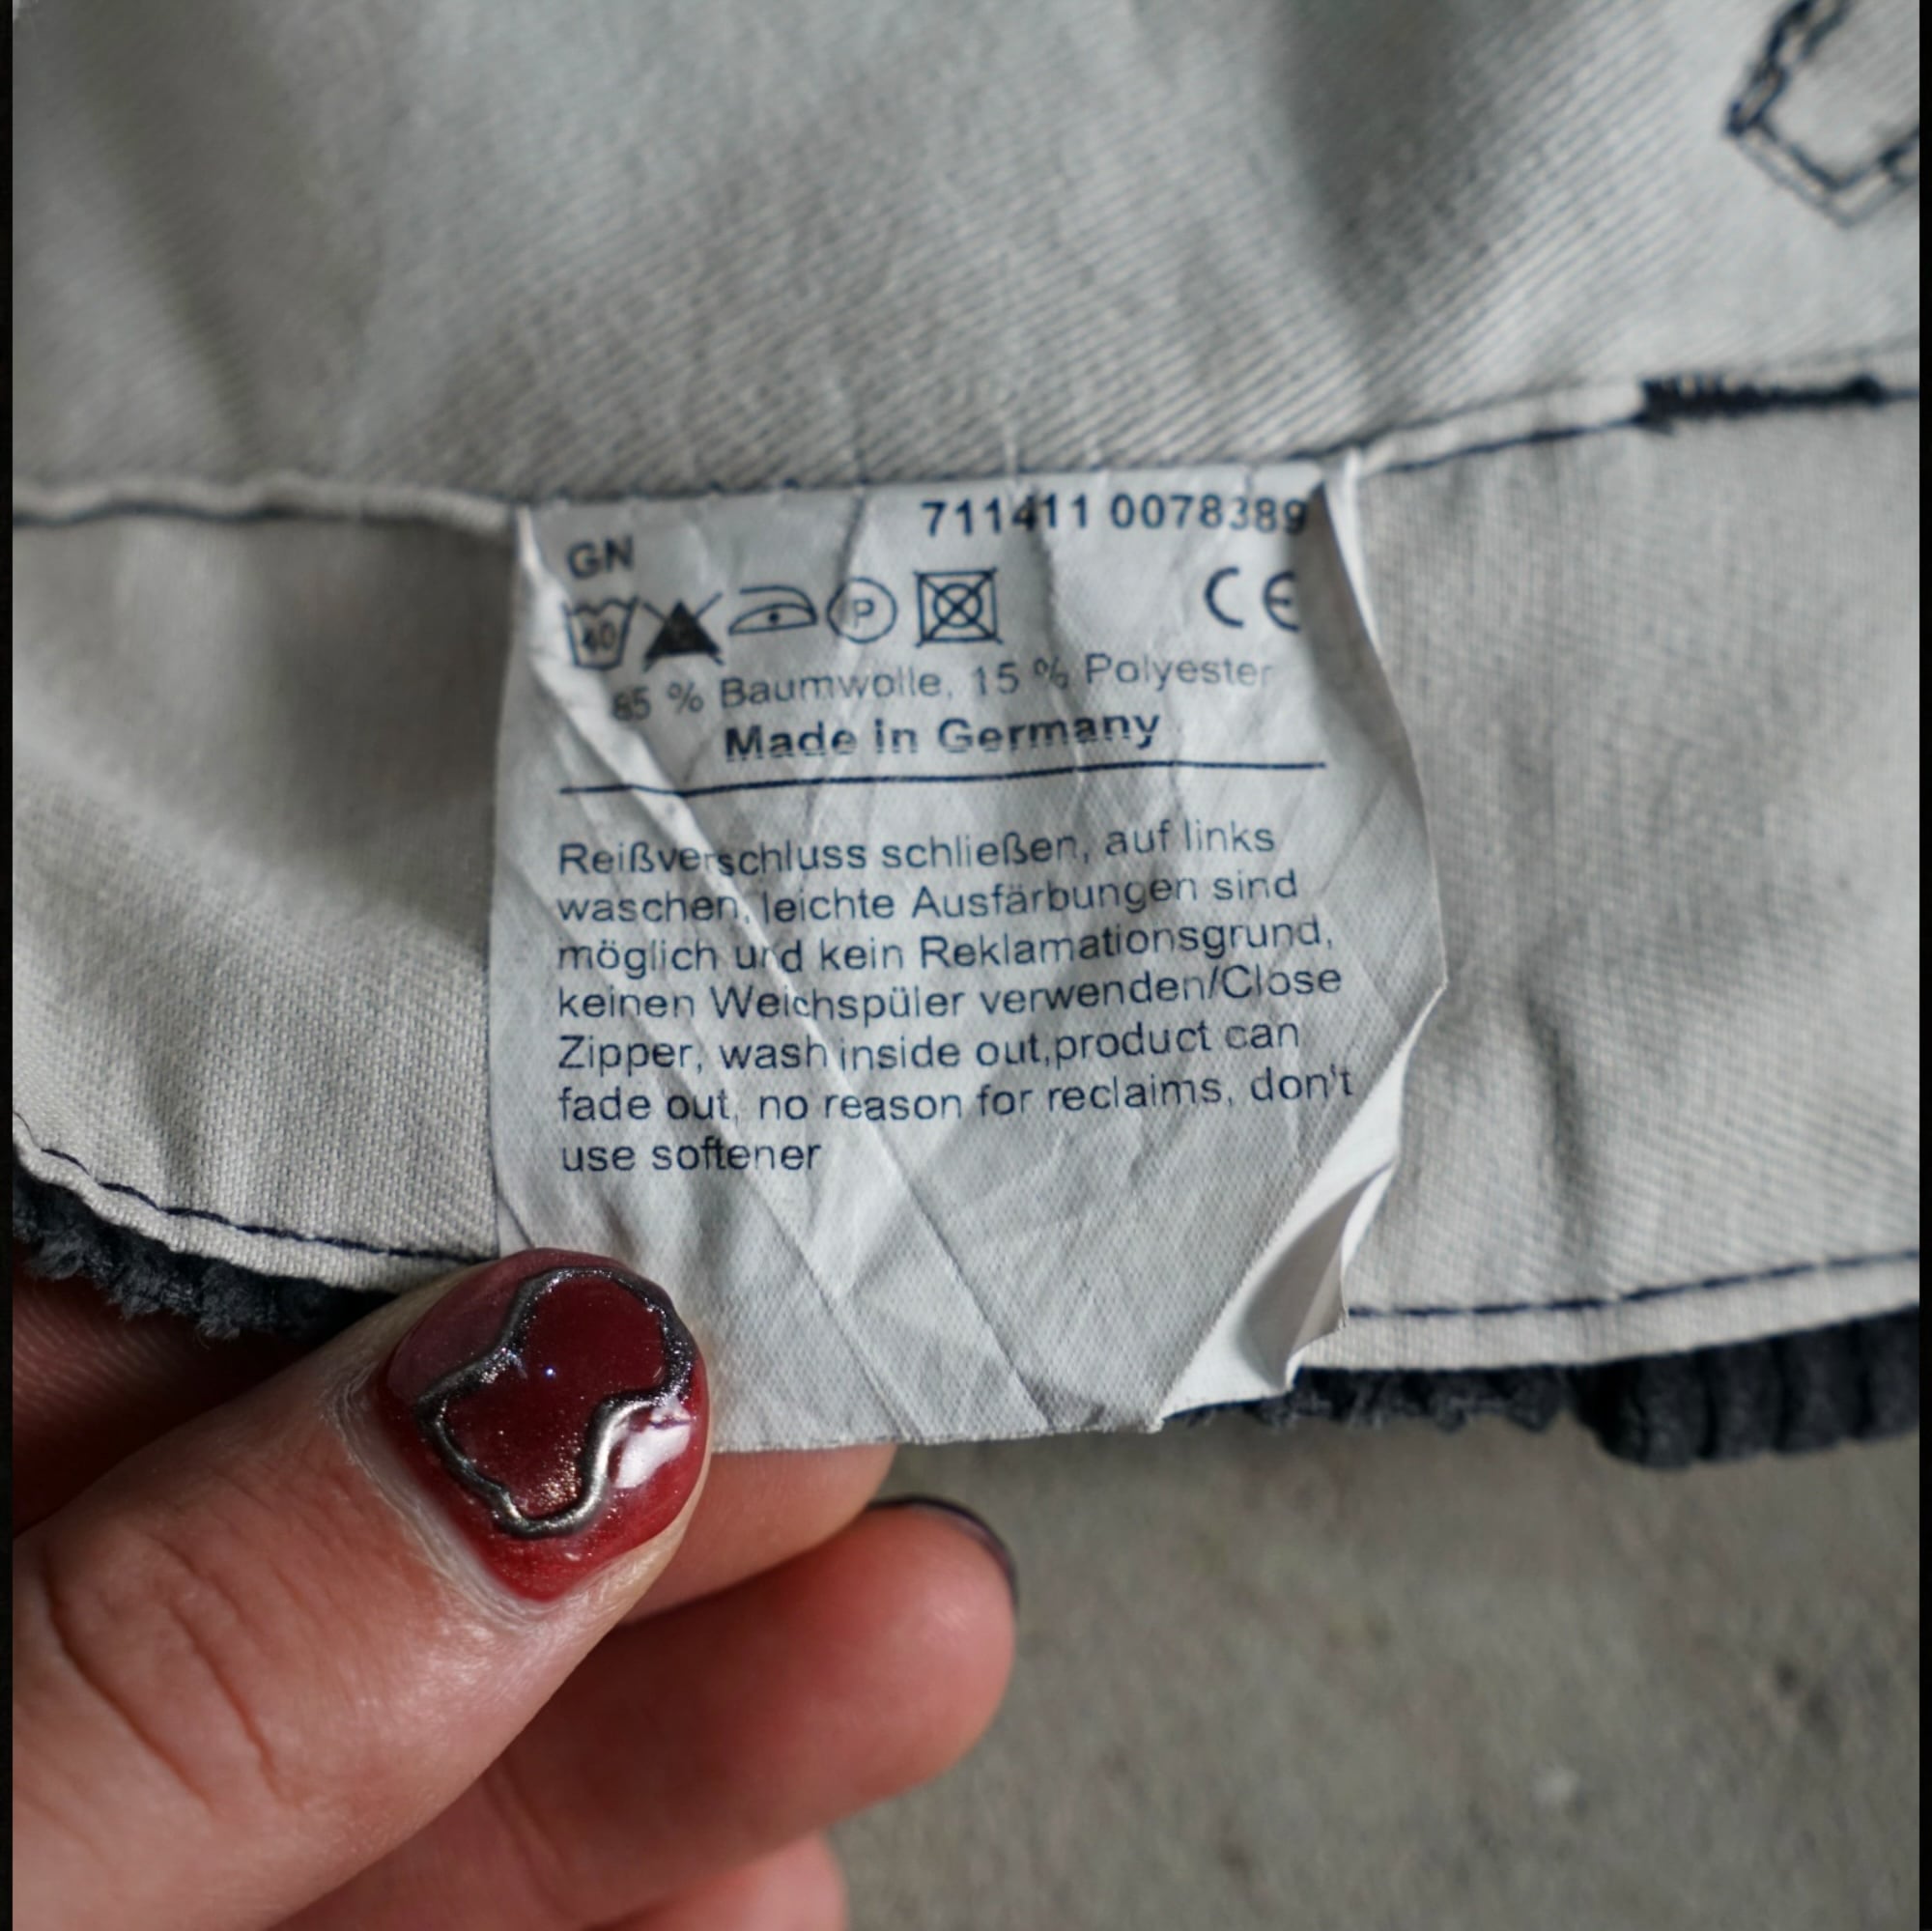 711411 0078389
GN
40 P CE
85 % Baumwolle, 15 % Polyester
Made in Germany
Reißverschluss schließen, auf links
waschen, leichte Ausfärbungen sind
möglich und kein Reklamationsgrund,
keinen Weichspüler verwenden/Close
Zipper, wash inside out,product can
fade out, no reason for reclaims, don't
use softener